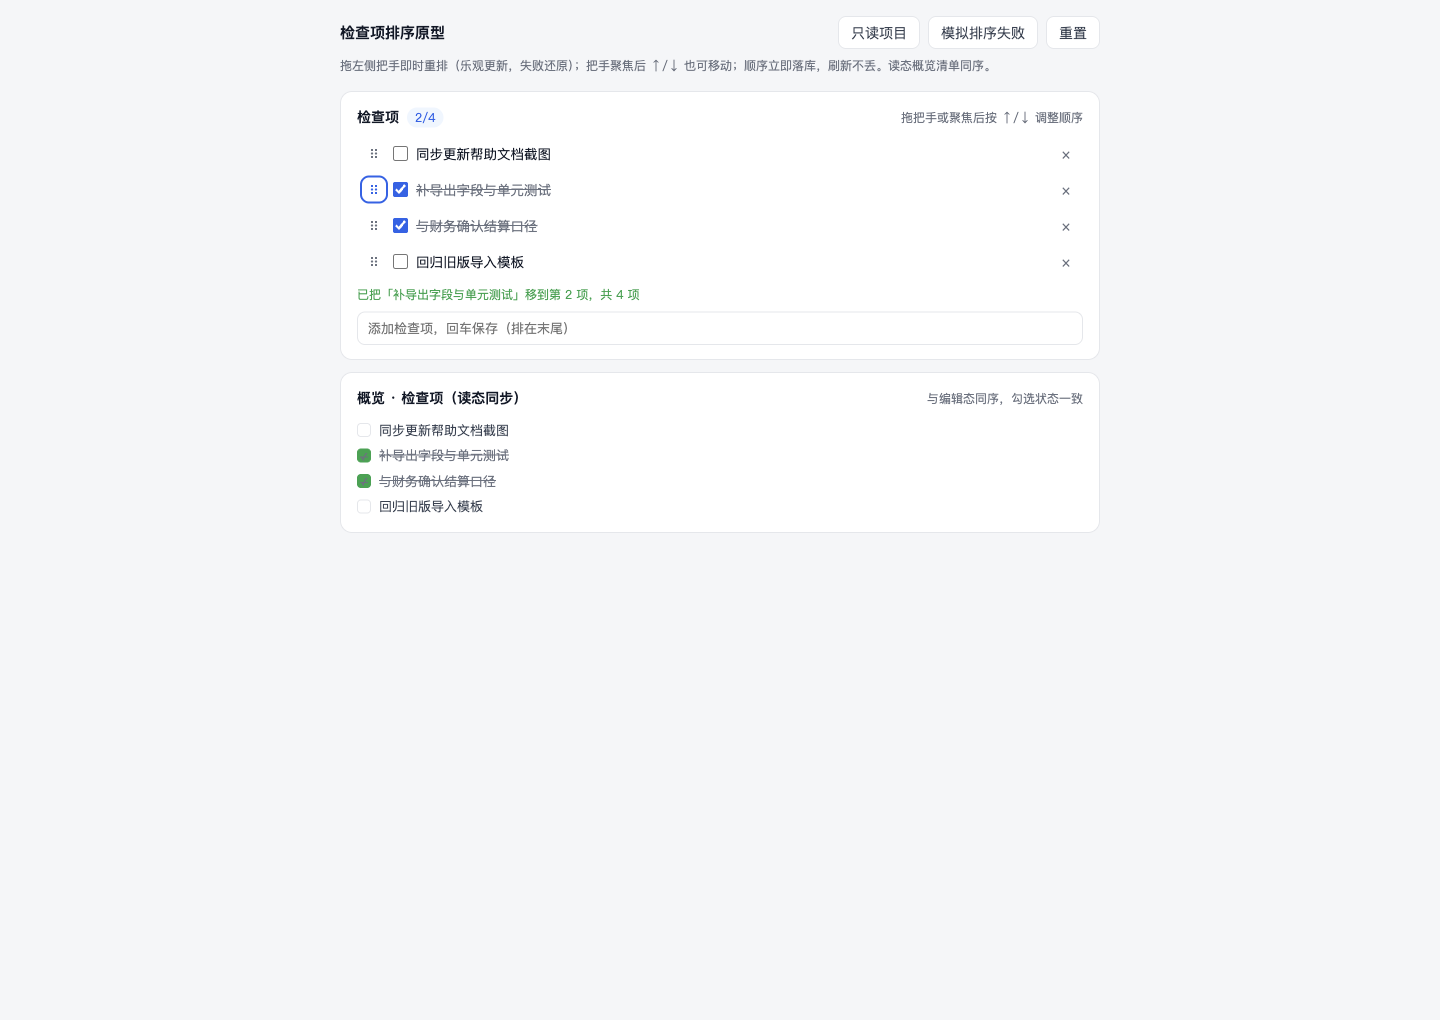 检查项排序原型
只读项目
模拟排序失败
重置
拖左侧把手即时重排（乐观更新，失败还原）；把手聚焦后 ↑/↓ 也可移动；顺序立即落库，刷新不丢。读态概览清单同序。
检查项 2/4
拖把手或聚焦后按 ↑/↓ 调整顺序
同步更新帮助文档截图 ×
补导出字段与单元测试 ×
与财务确认结算口径 ×
回归旧版导入模板 ×
已把「补导出字段与单元测试」移到第 2 项，共 4 项
添加检查项，回车保存（排在末尾）
概览 · 检查项（读态同步）
与编辑态同序，勾选状态一致
同步更新帮助文档截图
补导出字段与单元测试
与财务确认结算口径
回归旧版导入模板